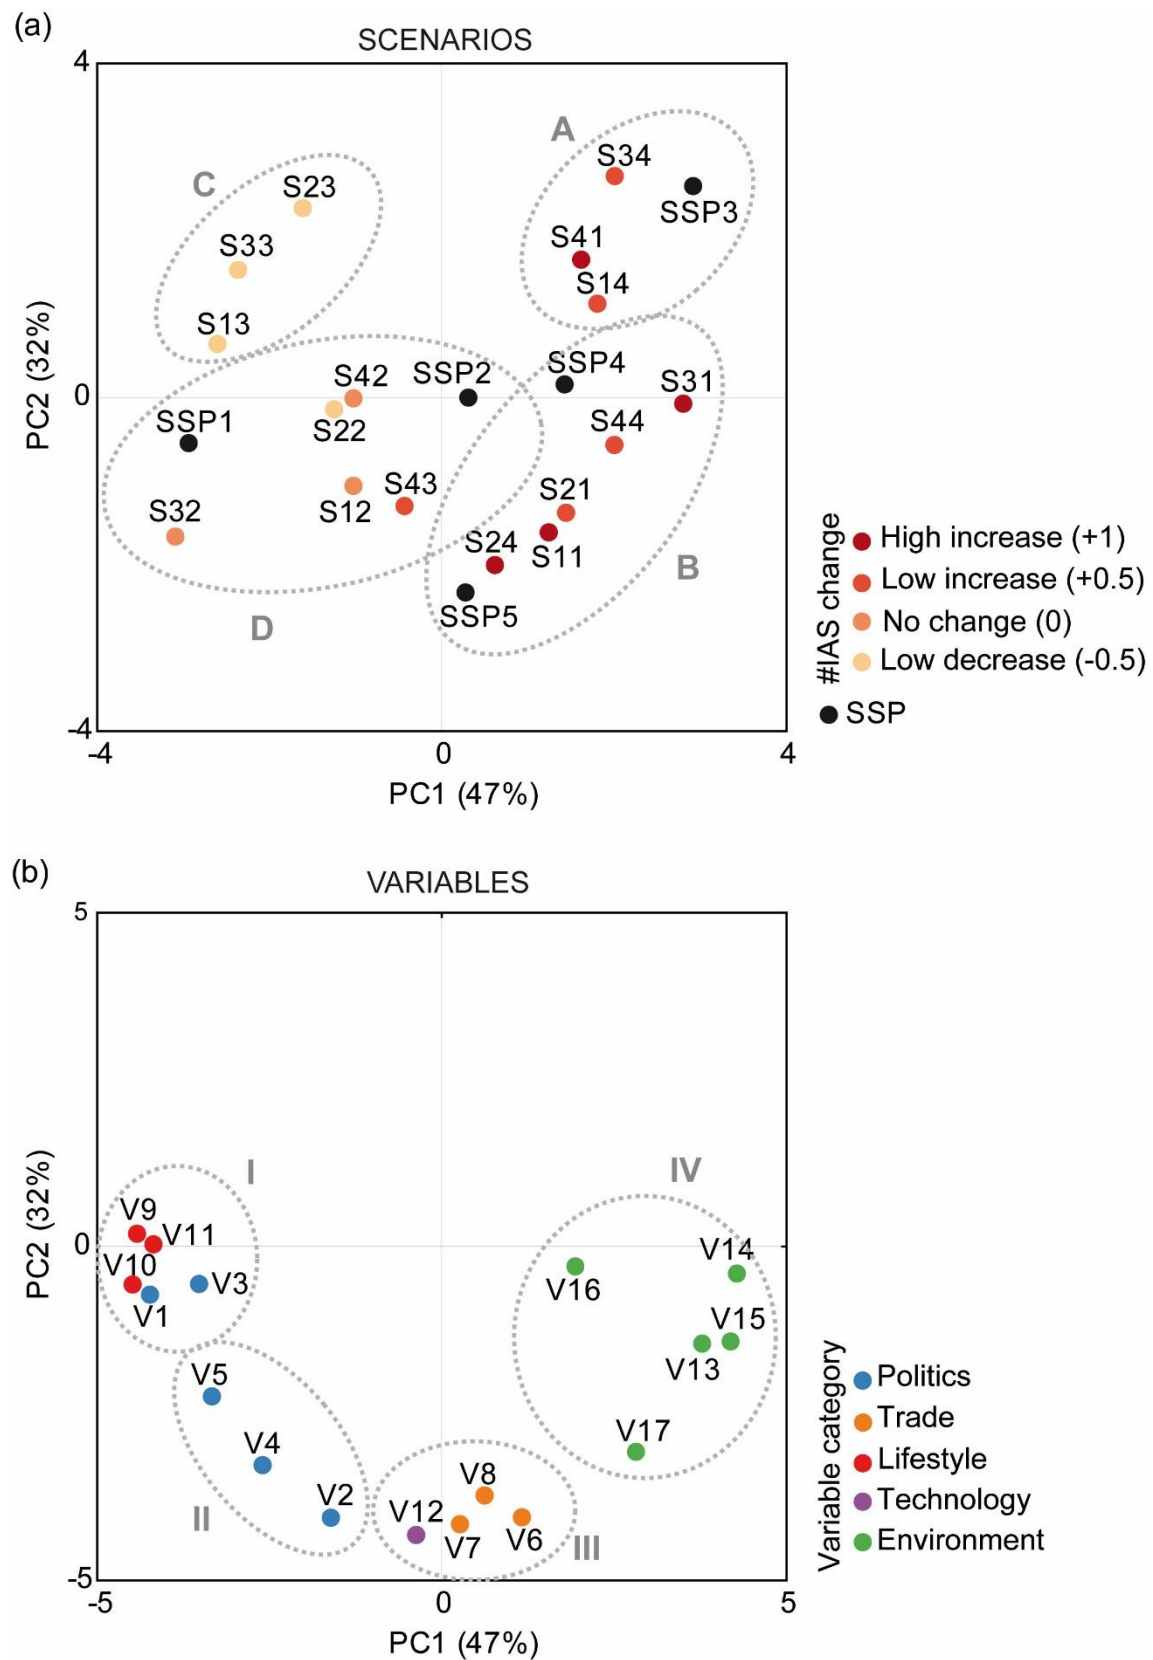 (a)
SCENARIOS
4
A
S34
C
S23
SSP3
S33
S41
S14
S13
SSP4
SSP2
S42
S31
0
SSP1
S22
S44
S43
S32
S12
S21
S24
S11
B
SSP5
D
-4
-4
0
4
PC1 (47%)
PC2 (32%)
#IAS change
High increase (+1)
Low increase (+0.5)
No change (0)
Low decrease (-0.5)
SSP
(b)
VARIABLES
5
I
IV
V9
V11
0
V14
V10
V3
V16
V1
V15
V13
V5
V17
V4
V8
V2
V12
II
V7
V6
III
-5
-5
0
5
PC1 (47%)
PC2 (32%)
Variable category
Politics
Trade
Lifestyle
Technology
Environment